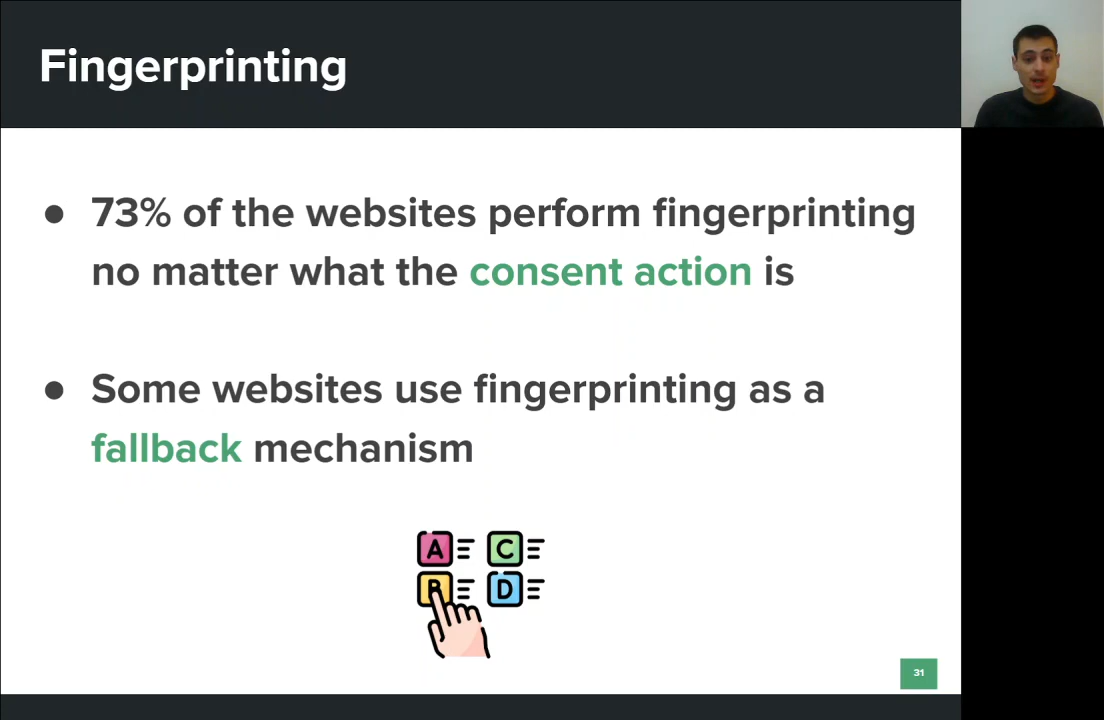 Fingerprinting
● 73% of the websites perform fingerprinting
no matter what the consent action is
● Some websites use fingerprinting as a
fallback mechanism
A C
B D
31